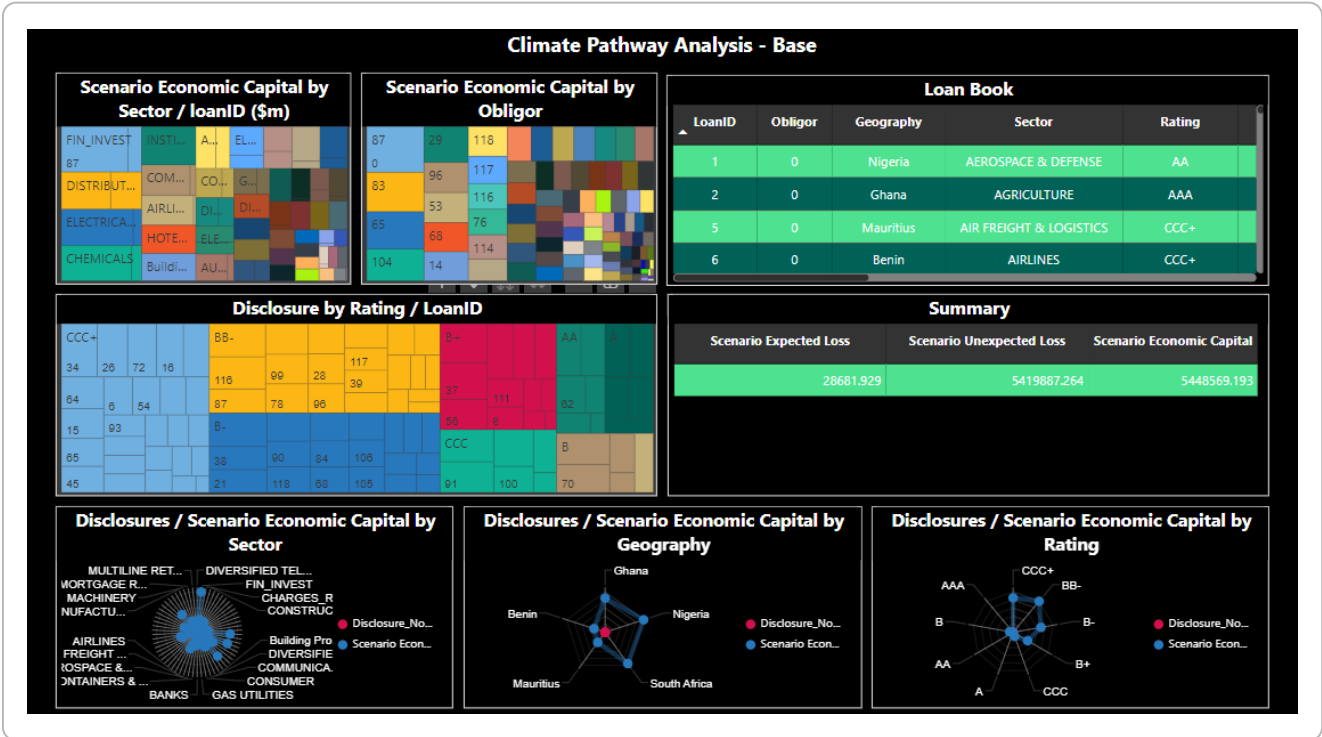 Climate Pathway Analysis - Base
Scenario Economic Capital by
Sector / loanID ($m)
FIN_INVEST
87
DISTRIBUT...
ELECTRICA...
CHEMICALS
INSTI...
COM...
AIRLI...
HOTE...
Buildi...
A...
CO...
DI...
ELE...
AU...
EL...
G...
DI...
Scenario Economic Capital by
Obligor
87
0
83
65
104
29
96
53
68
14
118
117
116
76
114
Loan Book
LoanID Obligor Geography Sector Rating
1 0 Nigeria AEROSPACE & DEFENSE AA
2 0 Ghana AGRICULTURE AAA
5 0 Mauritius AIR FREIGHT & LOGISTICS CCC+
6 0 Benin AIRLINES CCC+
Disclosure by Rating / LoanID
CCC+
34 26 72 16
64 6 54
15 93
65
45
BB-
116 99 28 117
39
87 78 96
B-
38 90 84 106
21 118 68 105
B+
37 111
56 8
CCC
91 100
AA
62
A
B
70
Summary
Scenario Expected Loss Scenario Unexpected Loss Scenario Economic Capital
28681.929 5419887.264 5448569.193
Disclosures / Scenario Economic Capital by
Sector
MULTILINE RET... DIVERSIFIED TEL...
MORTGAGE R... FIN_INVEST
MACHINERY CHARGES_R
NUFACTU... CONSTRUC
AIRLINES Building Pro
FREIGHT ... DIVERSIFIE
ROSPACE &... COMMUNICA.
ONTAINERS & ... CONSUMER
BANKS GAS UTILITIES
Disclosure_No...
Scenario Econ...
Disclosures / Scenario Economic Capital by
Geography
Ghana
Benin Nigeria
Mauritius South Africa
Disclosure_No...
Scenario Econ...
Disclosures / Scenario Economic Capital by
Rating
CCC+
AAA BB-
B B-
AA B+
A CCC
Disclosure_No...
Scenario Econ...